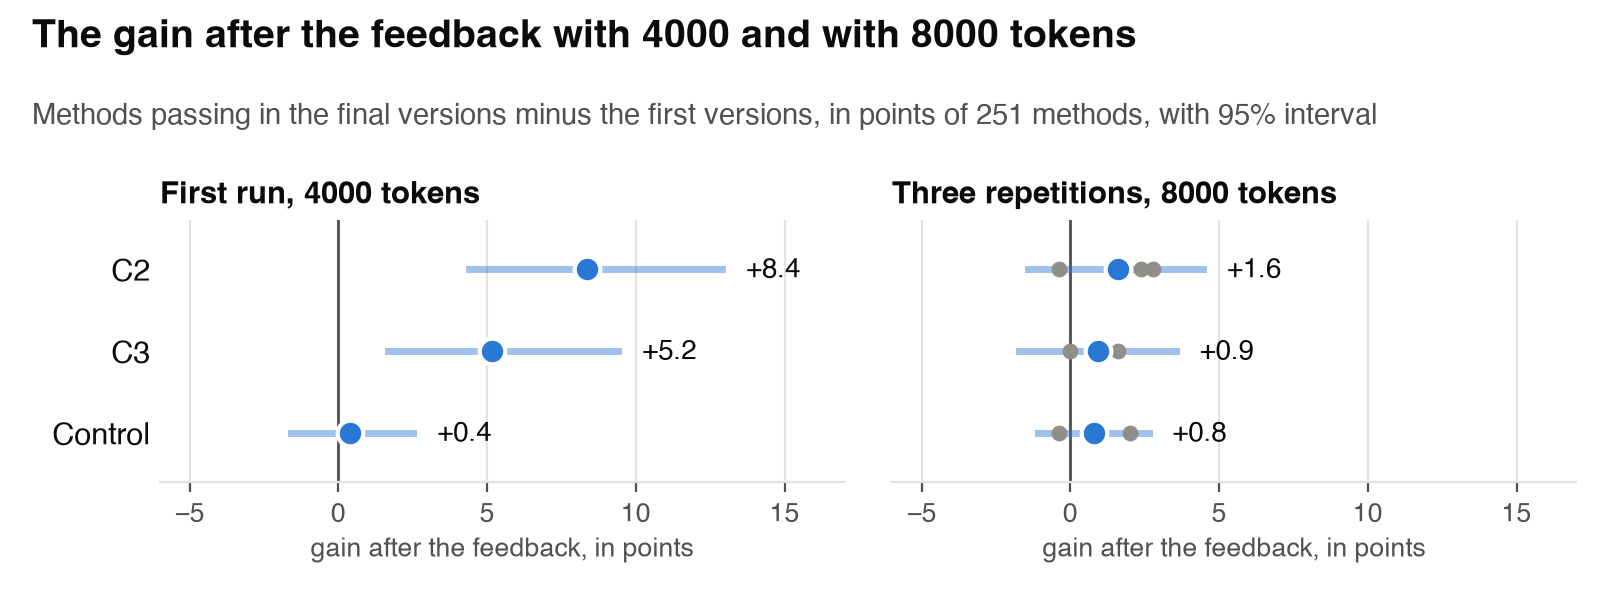 The gain after the feedback with 4000 and with 8000 tokens
Methods passing in the final versions minus the first versions, in points of 251 methods, with 95% interval
First run, 4000 tokens
C2
+8.4
C3
+5.2
Control
+0.4
−5 0 5 10 15
gain after the feedback, in points
Three repetitions, 8000 tokens
+1.6
+0.9
+0.8
−5 0 5 10 15
gain after the feedback, in points